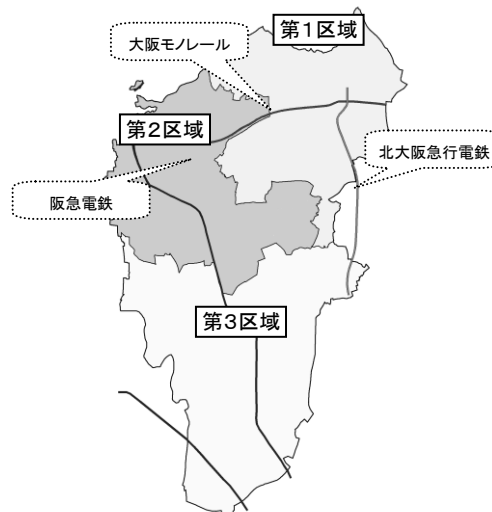 第1区域
大阪モノレール
第2区域
北大阪急行電鉄
阪急電鉄
第3区域